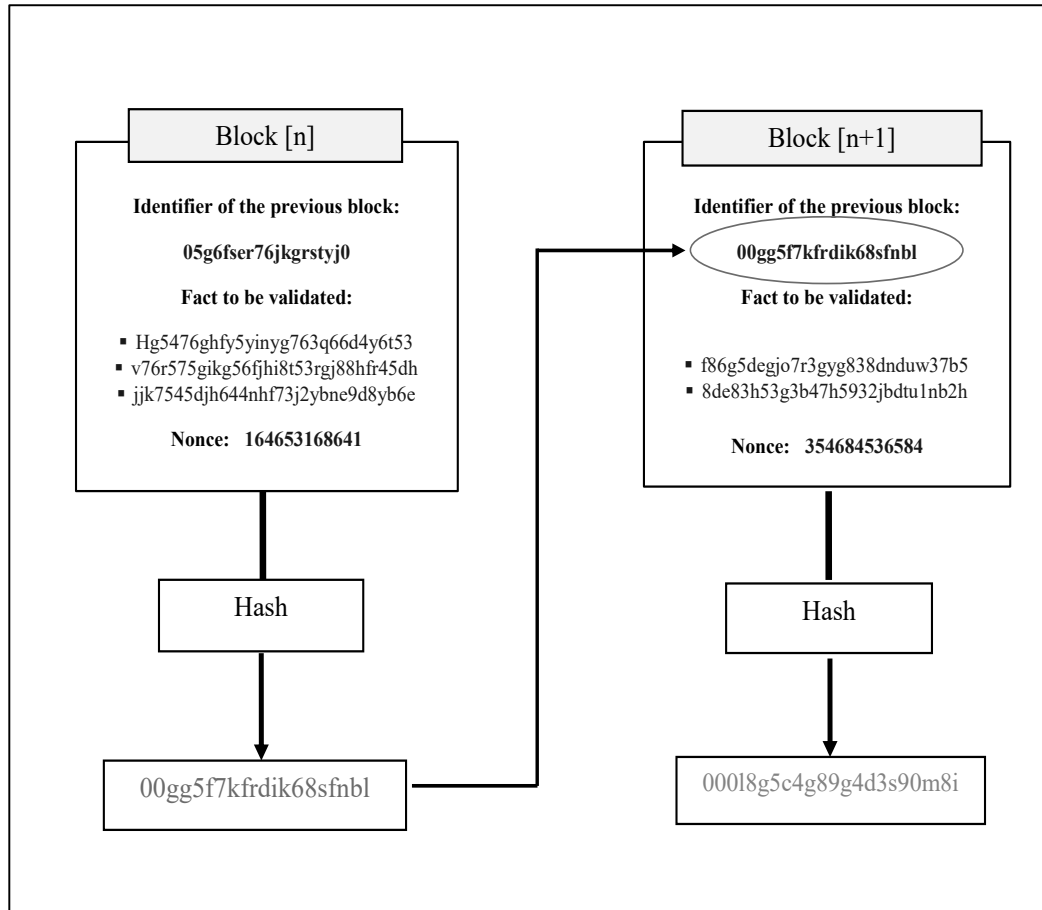 Block [n]
Identifier of the previous block:
05g6fser76jkgrstyj0
Fact to be validated:
▪ Hg5476ghfy5yinyg763q66d4y6t53
▪ v76r575gikg56fjhi8t53rgj88hfr45dh
▪ jjk7545djh644nhf73j2ybne9d8yb6e
Nonce: 164653168641
Hash
00gg5f7kfrdik68sfnbl
Block [n+1]
Identifier of the previous block:
00gg5f7kfrdik68sfnbl
Fact to be validated:
▪ f86g5degjo7r3gyg838dnduw37b5
▪ 8de83h53g3b47h5932jbdtu1nb2h
Nonce: 354684536584
Hash
000l8g5c4g89g4d3s90m8i